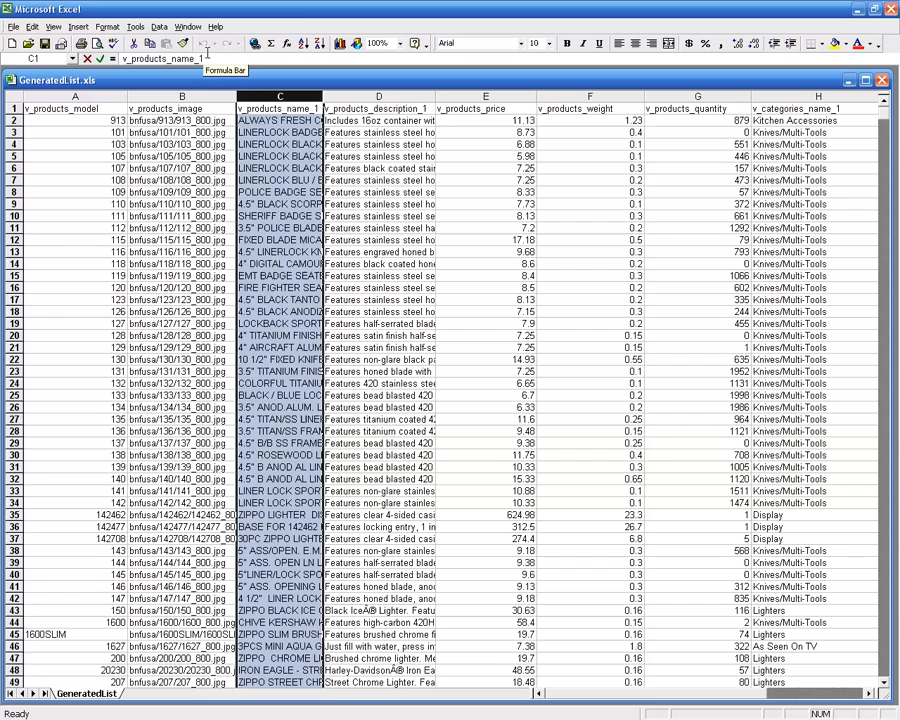 Microsoft Excel
File Edit View Insert Format Tools Data Window Help
100% Arial 10 B I U $ % ,
C1 = v_products_name_1
Formula Bar
GeneratedList.xls
A B C D E F G H
1 v_products_model v_products_image v_products_name_1 v_products_description_1 v_products_price v_products_weight v_products_quantity v_categories_name_1
2 913 bnfusa/913/913_800.jpg ALWAYS FRESH C Includes 16oz container wit 11.13 1.23 879 Kitchen Accessories
3 101 bnfusa/101/101_800.jpg LINERLOCK BADGE Features stainless steel ho 8.73 0.4 0 Knives/Multi-Tools
4 103 bnfusa/103/103_800.jpg LINERLOCK BLACK Features stainless steel ho 6.88 0.1 551 Knives/Multi-Tools
5 105 bnfusa/105/105_800.jpg LINERLOCK BLACK Features stainless steel ho 5.98 0.1 446 Knives/Multi-Tools
6 107 bnfusa/107/107_800.jpg LINERLOCK BLACK Features black coated stain 7.25 0.3 157 Knives/Multi-Tools
7 108 bnfusa/108/108_800.jpg LINERLOCK BLU / B Features stainless steel se 7.25 0.2 473 Knives/Multi-Tools
8 109 bnfusa/109/109_800.jpg POLICE BADGE SE Features stainless steel se 8.33 0.3 57 Knives/Multi-Tools
9 110 bnfusa/110/110_800.jpg 4.5" BLACK SCORP Features stainless steel ho 7.73 0.1 372 Knives/Multi-Tools
10 111 bnfusa/111/111_800.jpg SHERIFF BADGE S Features stainless steel se 8.13 0.3 661 Knives/Multi-Tools
11 112 bnfusa/112/112_800.jpg 3.5" POLICE BLADE Features stainless steel ho 7.2 0.2 1292 Knives/Multi-Tools
12 115 bnfusa/115/115_800.jpg FIXED BLADE MICA Features stainless steel ho 17.18 0.5 79 Knives/Multi-Tools
13 116 bnfusa/116/116_800.jpg 4.5" LINERLOCK KN Features engraved honed b 9.68 0.3 793 Knives/Multi-Tools
14 118 bnfusa/118/118_800.jpg 4" DIGITAL CAMOU Features black coated hone 8.6 0.2 0 Knives/Multi-Tools
15 119 bnfusa/119/119_800.jpg EMT BADGE SEATE Features stainless steel se 8.4 0.3 1066 Knives/Multi-Tools
16 120 bnfusa/120/120_800.jpg FIRE FIGHTER SEA Features stainless steel se 8.5 0.2 602 Knives/Multi-Tools
17 123 bnfusa/123/123_800.jpg 4.5" BLACK TANTO Features stainless steel ho 8.13 0.2 335 Knives/Multi-Tools
18 126 bnfusa/126/126_800.jpg 4.5" BLACK ANODIZ Features stainless steel ho 7.15 0.3 244 Knives/Multi-Tools
19 127 bnfusa/127/127_800.jpg LOCKBACK SPORT Features half-serrated blade 7.9 0.2 455 Knives/Multi-Tools
20 128 bnfusa/128/128_800.jpg 4" TITANIUM FINISH Features satin finish half-se 7.25 0.15 0 Knives/Multi-Tools
21 129 bnfusa/129/129_800.jpg 4" AIRCRAFT ALUM Features satin finish half-se 7.25 0.15 1 Knives/Multi-Tools
22 130 bnfusa/130/130_800.jpg 10 1/2" FIXED KNIFE Features non-glare black pa 14.93 0.55 635 Knives/Multi-Tools
23 131 bnfusa/131/131_800.jpg 3.5" TITANIUM FINIS Features honed blade with 7.25 0.1 1952 Knives/Multi-Tools
24 132 bnfusa/132/132_800.jpg COLORFUL TITANIU Features 420 stainless stee 6.65 0.1 1131 Knives/Multi-Tools
25 133 bnfusa/133/133_800.jpg BLACK / BLUE LOC Features bead blasted 420 6.7 0.2 1998 Knives/Multi-Tools
26 134 bnfusa/134/134_800.jpg 3.5" ANOD.ALUM. L Features bead blasted 420 6.33 0.2 1986 Knives/Multi-Tools
27 135 bnfusa/135/135_800.jpg 4.5" TITAN/SS LINER Features titanium coated 42 11.6 0.25 964 Knives/Multi-Tools
28 136 bnfusa/136/136_800.jpg 3.5" TITAN/SS FRAM Features titanium coated 42 9.48 0.15 1121 Knives/Multi-Tools
29 137 bnfusa/137/137_800.jpg 4.5" B/B SS FRAME Features bead blasted 420 9.38 0.25 0 Knives/Multi-Tools
30 138 bnfusa/138/138_800.jpg 4.5" ROSEWOOD L Features bead blasted 420 11.75 0.4 708 Knives/Multi-Tools
31 139 bnfusa/139/139_800.jpg 4.5" B ANOD AL LIN Features bead blasted 420 10.33 0.3 1005 Knives/Multi-Tools
32 140 bnfusa/140/140_800.jpg 4.5" B ANOD AL LIN Features bead blasted 420 15.33 0.65 1120 Knives/Multi-Tools
33 141 bnfusa/141/141_800.jpg LINER LOCK SPOR Features non-glare stainles 10.88 0.1 1511 Knives/Multi-Tools
34 142 bnfusa/142/142_800.jpg LINER LOCK SPOR Features non-glare stainles 10.33 0.1 1474 Knives/Multi-Tools
35 142462 bnfusa/142462/142462_80 ZIPPO LIGHTER DIS Features clear 4-sided casi 624.98 23.3 1 Display
36 142477 bnfusa/142477/142477_80 BASE FOR 142462 Features locking entry, 1 in 312.5 26.7 1 Display
37 142708 bnfusa/142708/142708_80 30PC ZIPPO LIGHT Features clear 4-sided casi 274.4 6.8 5 Display
38 143 bnfusa/143/143_800.jpg 5" ASS/OPEN. E.M. Features non-glare stainles 9.18 0.3 568 Knives/Multi-Tools
39 144 bnfusa/144/144_800.jpg 5" ASS. OPEN LN L Features half-serrated blade 9.38 0.3 0 Knives/Multi-Tools
40 145 bnfusa/145/145_800.jpg 5"LINER/LOCK SPO Features half-serrated blade 9.6 0.3 0 Knives/Multi-Tools
41 146 bnfusa/146/146_800.jpg 5" ASS. OPENING L Features honed blade, anod 9.13 0.3 312 Knives/Multi-Tools
42 147 bnfusa/147/147_800.jpg 4 1/2" LINER LOCK Features honed blade, anod 9.18 0.2 835 Knives/Multi-Tools
43 150 bnfusa/150/150_800.jpg ZIPPO BLACK ICE C Black IceÂ® Lighter. Featu 30.63 0.16 116 Lighters
44 1600 bnfusa/1600/1600_800.jpg CHIVE KERSHAW K Features high-carbon 420H 58.4 0.15 2 Knives/Multi-Tools
45 1600SLIM bnfusa/1600SLIM/1600SLI ZIPPO SLIM BRUSH Features brushed chrome fi 19.7 0.16 74 Lighters
46 1627 bnfusa/1627/1627_800.jpg 3PCS MINI AQUA G Just fill with water, press in 7.38 1.8 322 As Seen On TV
47 200 bnfusa/200/200_800.jpg ZIPPO CHROME LI Brushed chrome lighter. Me 19.7 0.16 108 Lighters
48 20230 bnfusa/20230/20230_800.jpg IRON EAGLE - STR Harley-DavidsonÂ® Iron Ea 48.55 0.16 57 Lighters
49 207 bnfusa/207/207_800.jpg ZIPPO STREET CHR Street Chrome Lighter. Feat 18.48 0.16 80 Lighters
GeneratedList
Ready NUM